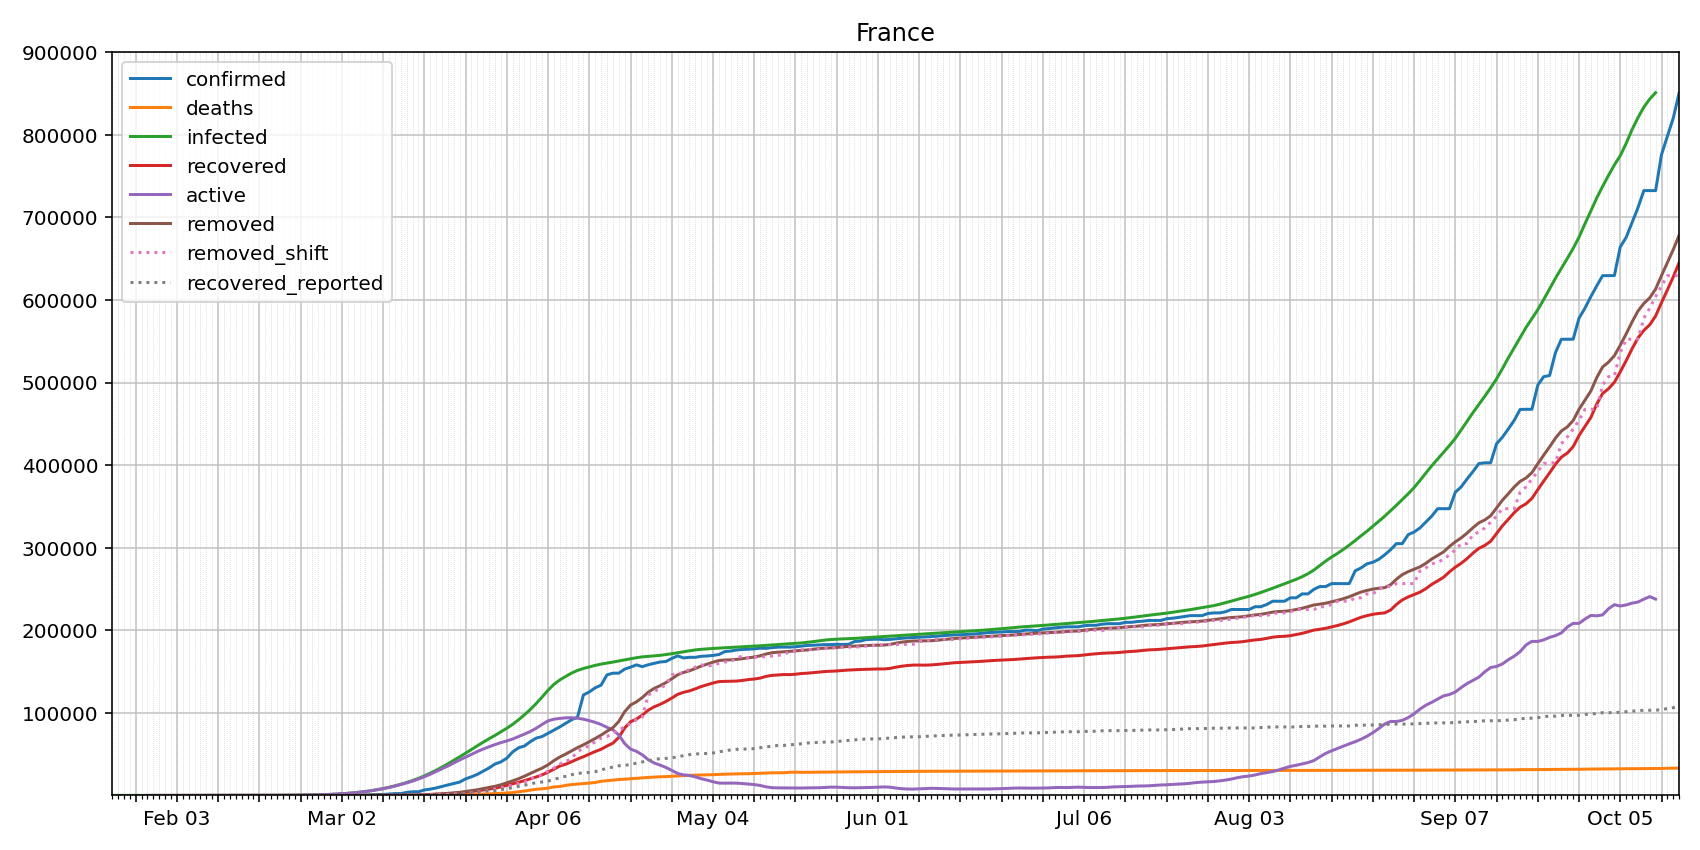 France
900000
800000
700000
600000
500000
400000
300000
200000
100000
confirmed
deaths
infected
recovered
active
removed
removed_shift
recovered_reported
Feb 03 Mar 02 Apr 06 May 04 Jun 01 Jul 06 Aug 03 Sep 07 Oct 05